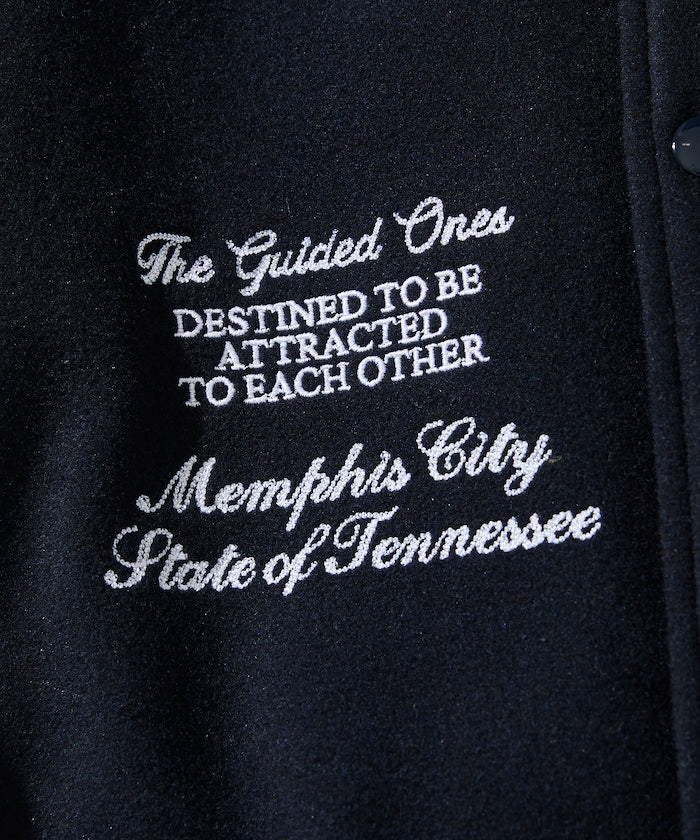 The Guided Ones
DESTINED TO BE
ATTRACTED
TO EACH OTHER
Memphis City
State of Tennessee